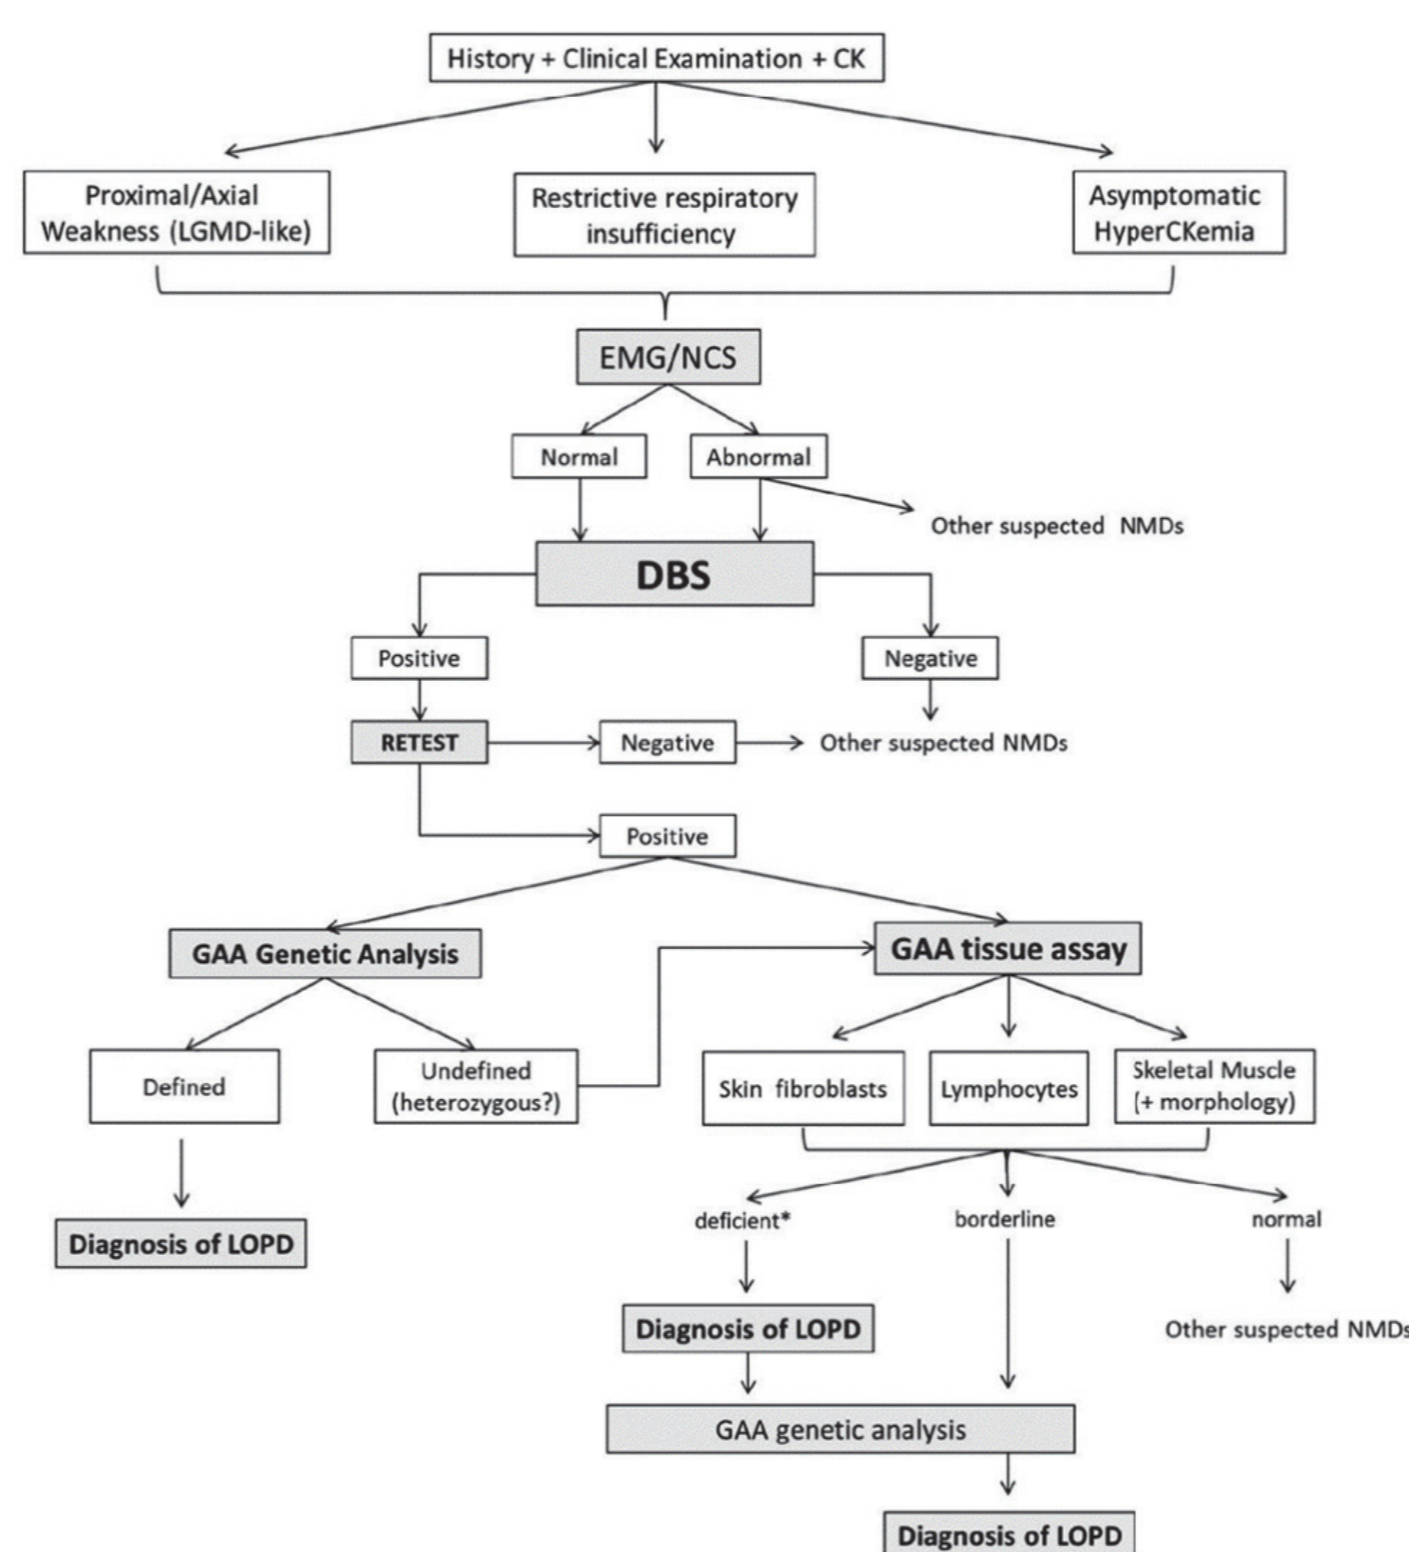 History + Clinical Examination + CK
Proximal/Axial
Weakness (LGMD-like)
Restrictive respiratory
insufficiency
Asymptomatic
HyperCKemia
EMG/NCS
Normal
Abnormal
Other suspected NMDs
DBS
Positive
Negative
RETEST
Negative
Other suspected NMDs
Positive
GAA Genetic Analysis
GAA tissue assay
Defined
Undefined
(heterozygous?)
Skin fibroblasts
Lymphocytes
Skeletal Muscle
(+ morphology)
deficient*
borderline
normal
Diagnosis of LOPD
Diagnosis of LOPD
Other suspected NMDs
GAA genetic analysis
Diagnosis of LOPD